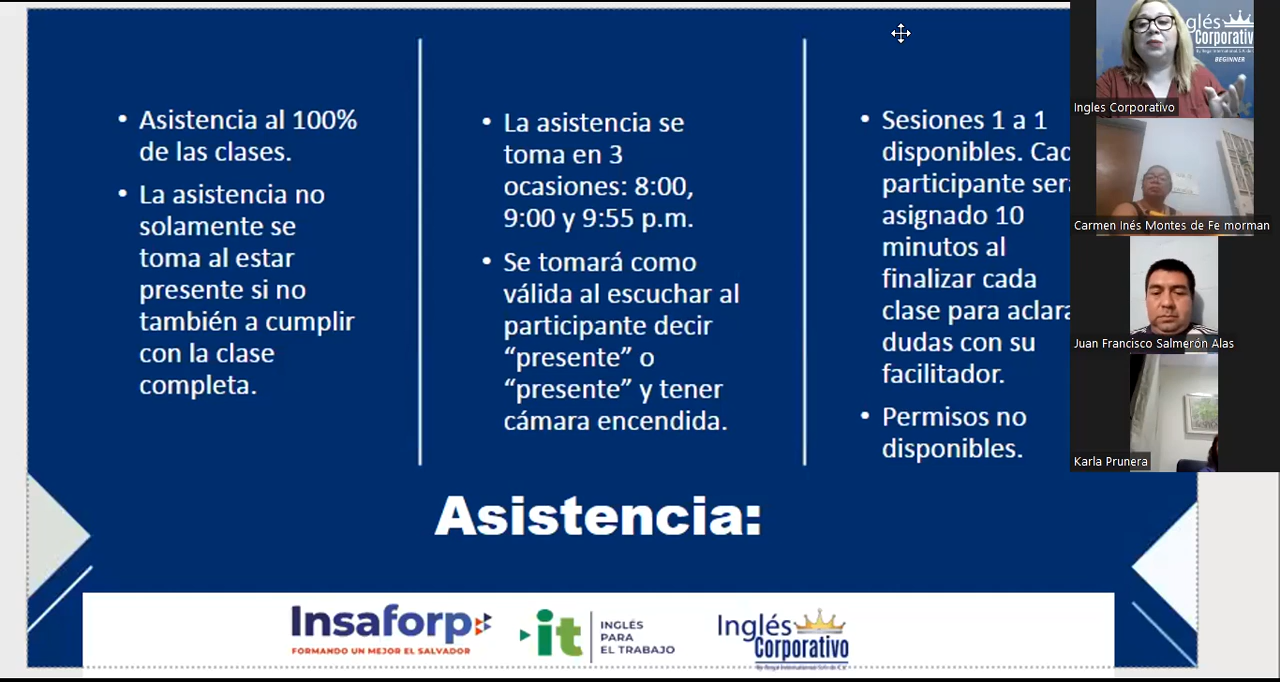 • Asistencia al 100%
de las clases.
• La asistencia no
solamente se
toma al estar
presente si no
también a cumplir
con la clase
completa.
• La asistencia se
toma en 3
ocasiones: 8:00,
9:00 y 9:55 p.m.
• Se tomará como
válida al escuchar al
participante decir
“presente” o
“presente” y tener
cámara encendida.
• Sesiones 1 a 1
disponibles. Cad
participante ser
asignado 10
minutos al
finalizar cada
clase para aclara
dudas con su
facilitador.
• Permisos no
disponibles.
Asistencia:
Insaforp
FORMANDO UN MEJOR EL SALVADOR
it
INGLÉS
PARA
EL TRABAJO
Inglés
Corporativo
glés
Corporativ
BEGINNER
Ingles Corporativo
Carmen Inés Montes de Fe morman
Juan Francisco Salmerón Alas
Karla Prunera